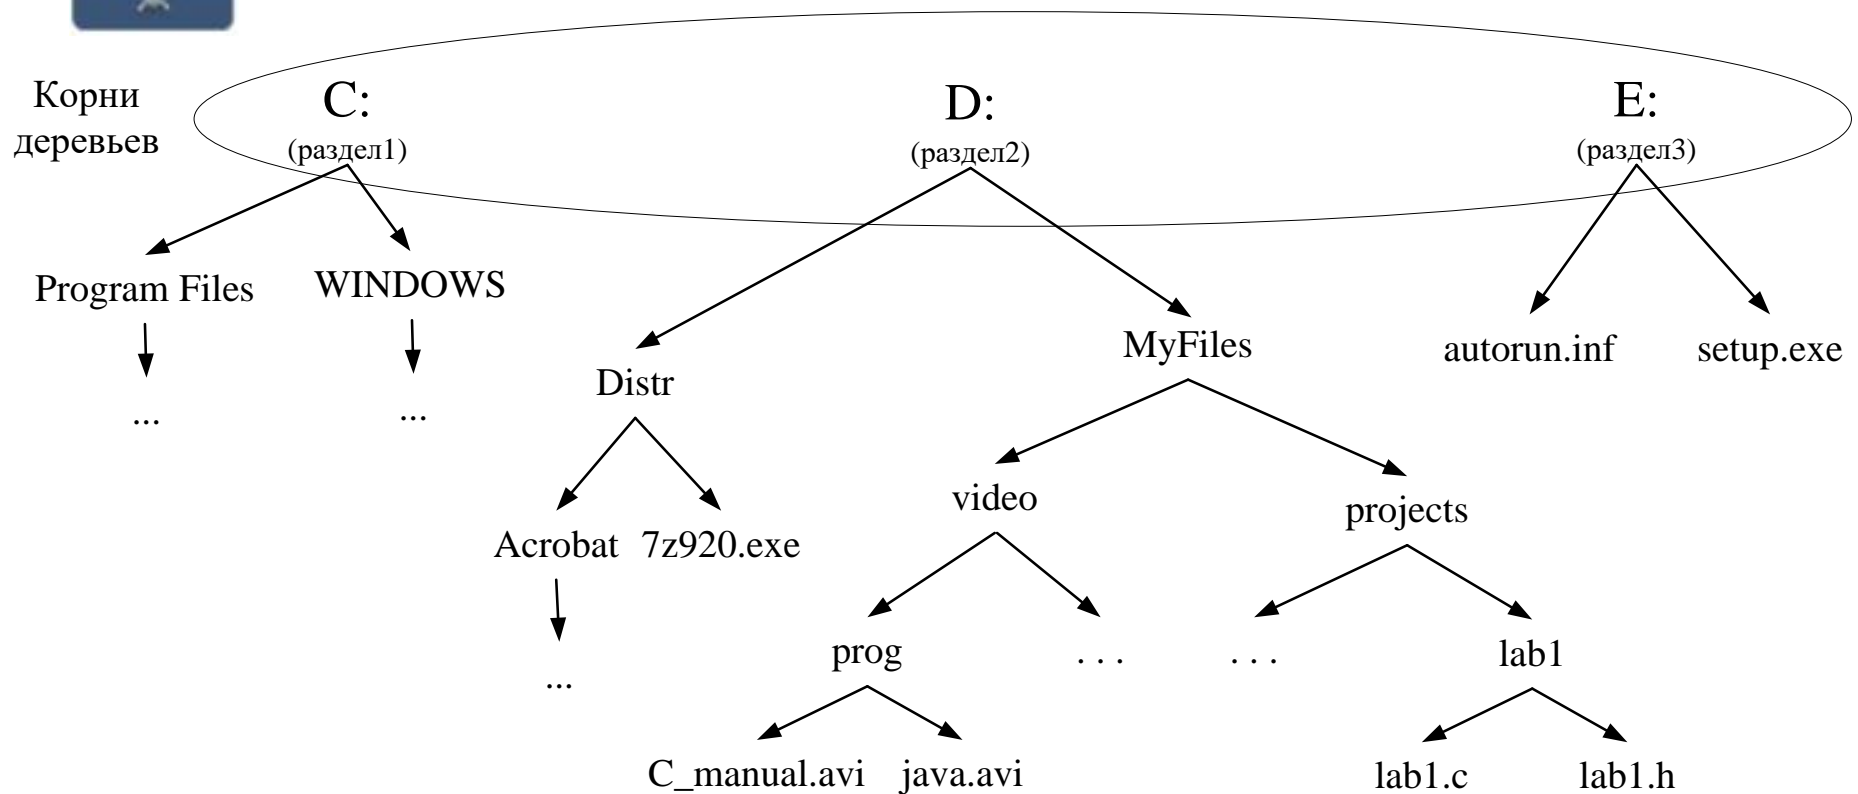 Корни
деревьев
C:
(раздел1)
D:
(раздел2)
E:
(раздел3)
Program Files
WINDOWS
...
...
Distr
MyFiles
autorun.inf
setup.exe
Acrobat
7z920.exe
...
video
projects
prog
. . .
. . .
lab1
C_manual.avi
java.avi
lab1.c
lab1.h